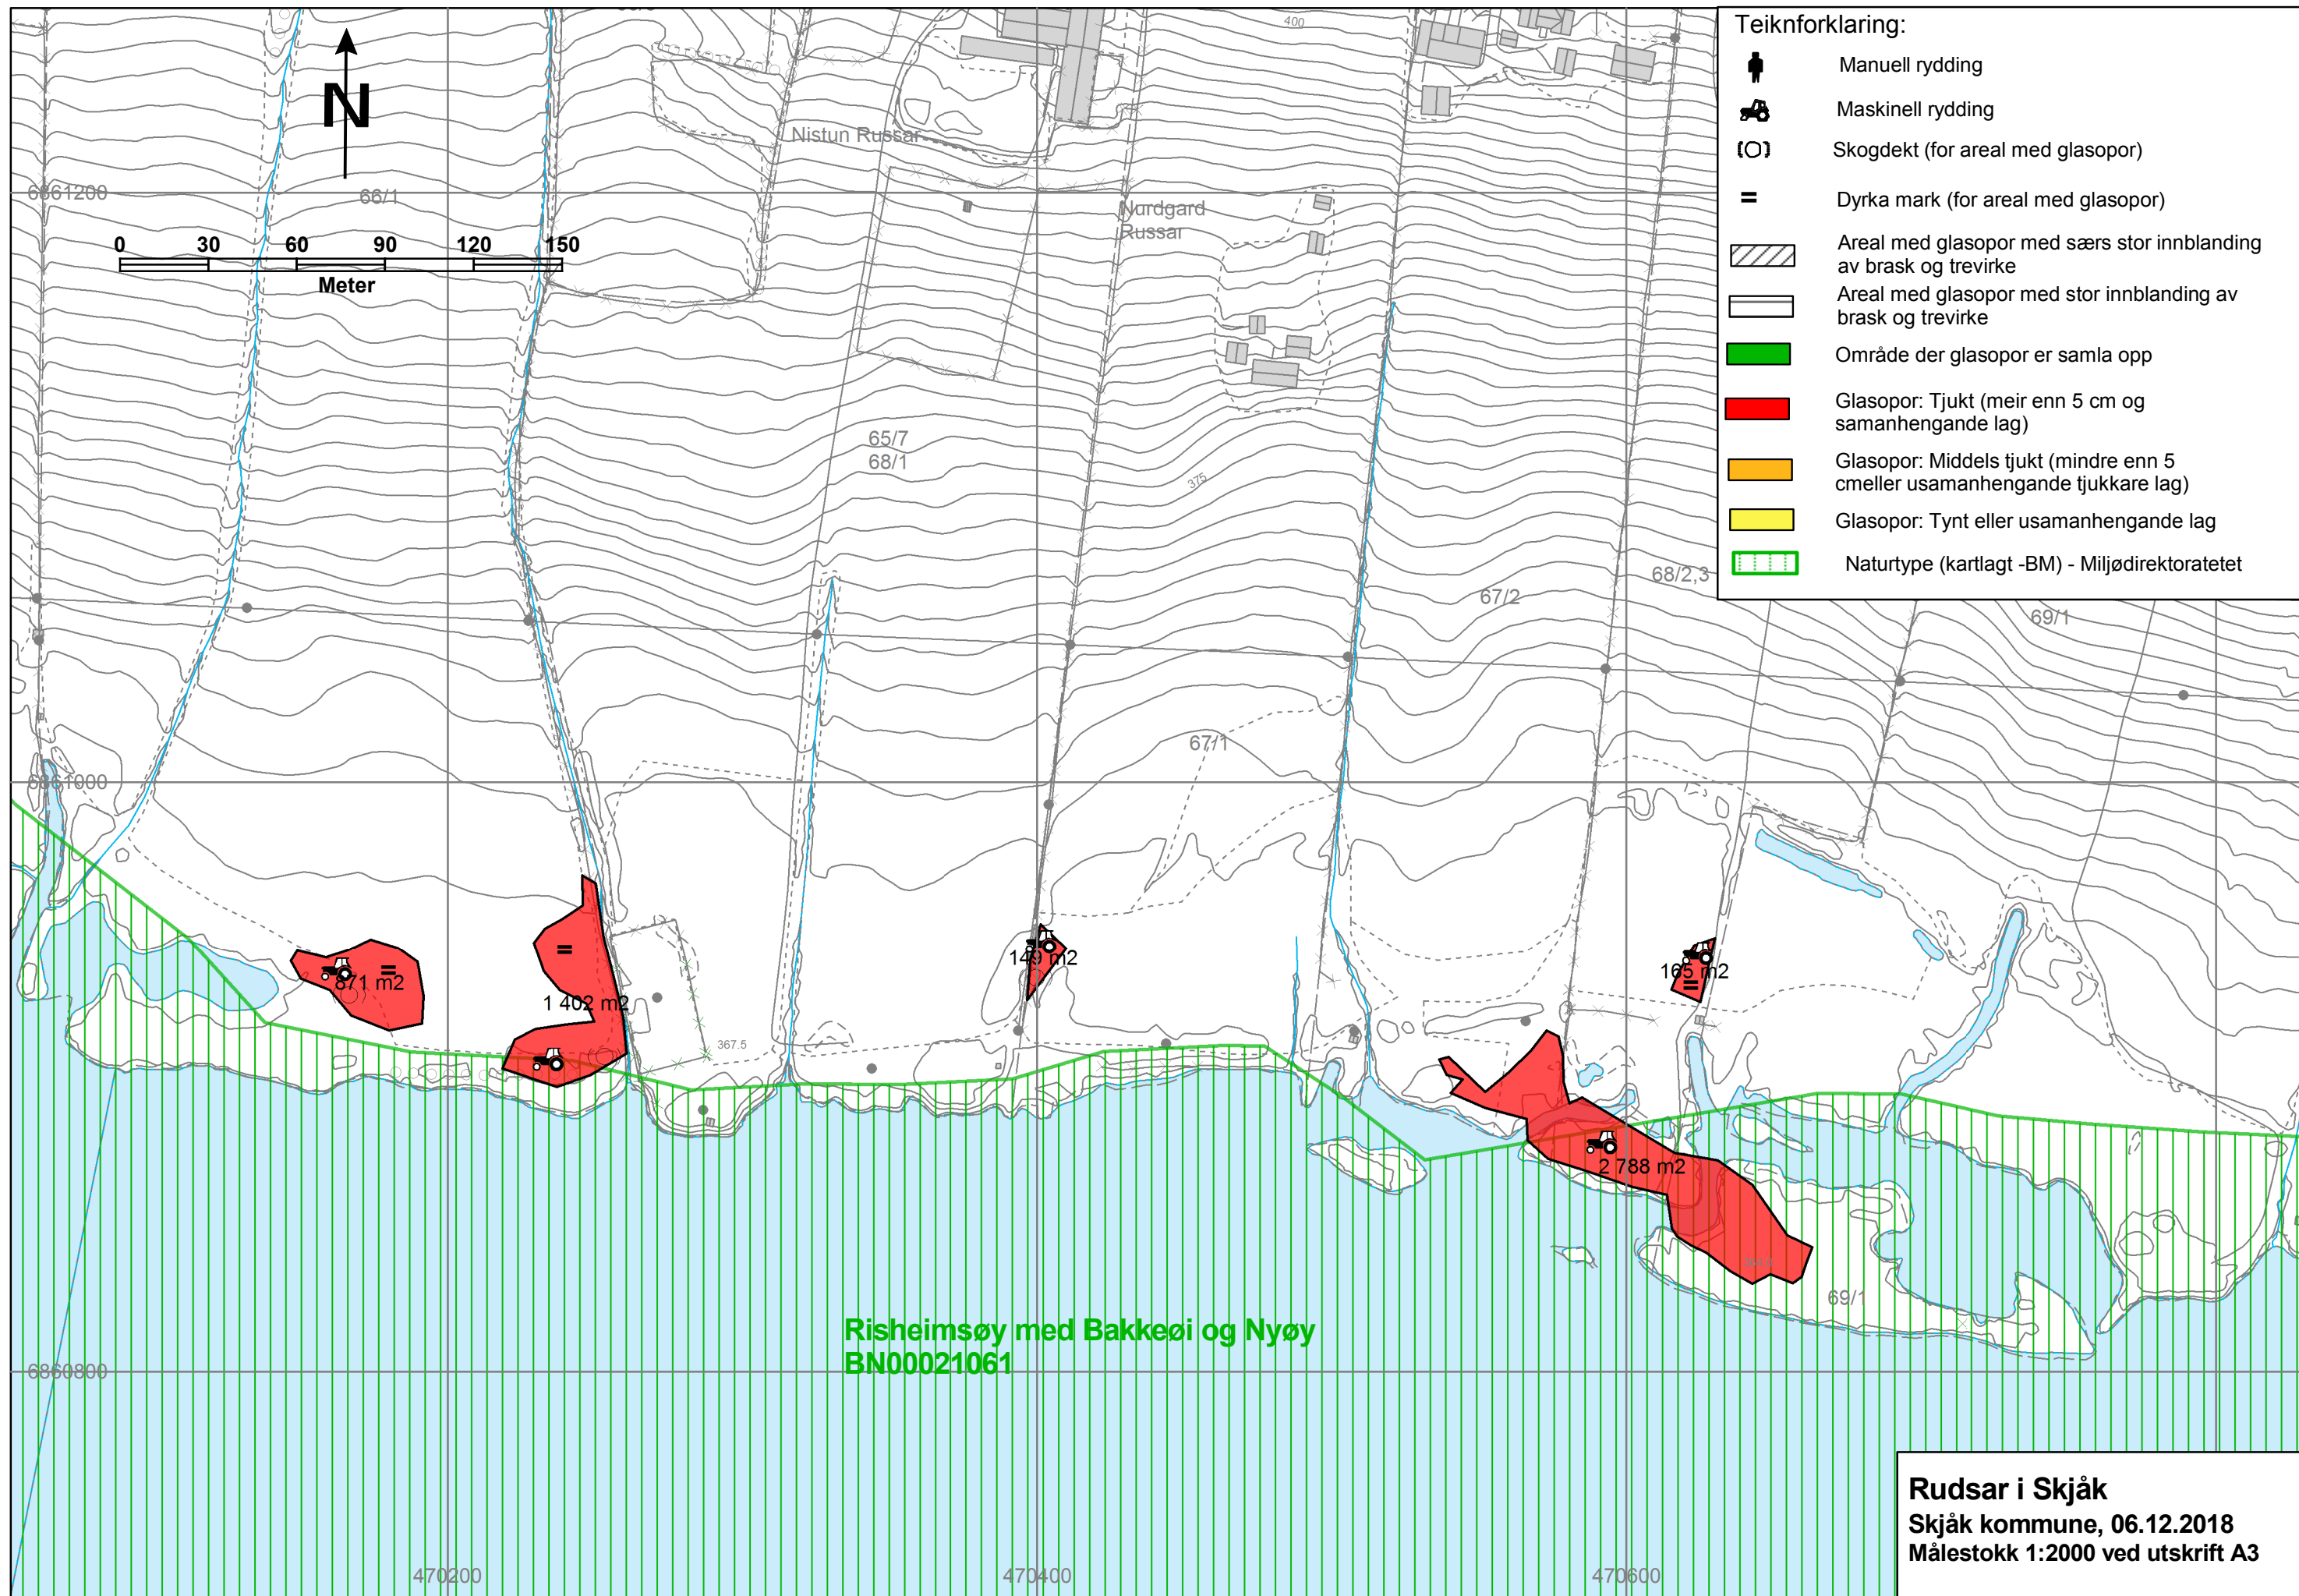 400
Teiknforklaring:
Manuell rydding
Maskinell rydding
Skogdekt (for areal med glasopor)
Dyrka mark (for areal med glasopor)
Areal med glasopor med særs stor innblanding
av brask og trevirke
Areal med glasopor med stor innblanding av
brask og trevirke
Område der glasopor er samla opp
Glasopor: Tjukt (meir enn 5 cm og
samanhengande lag)
Glasopor: Middels tjukt (mindre enn 5
cmeller usamanhengande tjukkare lag)
Glasopor: Tynt eller usamanhengande lag
Naturtype (kartlagt -BM) - Miljødirektoratetet
N
Nistun Russar
6861200
66/1
Nurdgard
Russar
0 30 60 90 120 150
Meter
65/7
68/1
375
67/2
68/2,3
69/1
67/1
6861000
871 m2
1 402 m2
149 m2
165 m2
367.5
2 788 m2
69/1
Risheimsøy med Bakkeøi og Nyøy
BN00021061
6860800
470200
470400
470600
Rudsar i Skjåk
Skjåk kommune, 06.12.2018
Målestokk 1:2000 ved utskrift A3